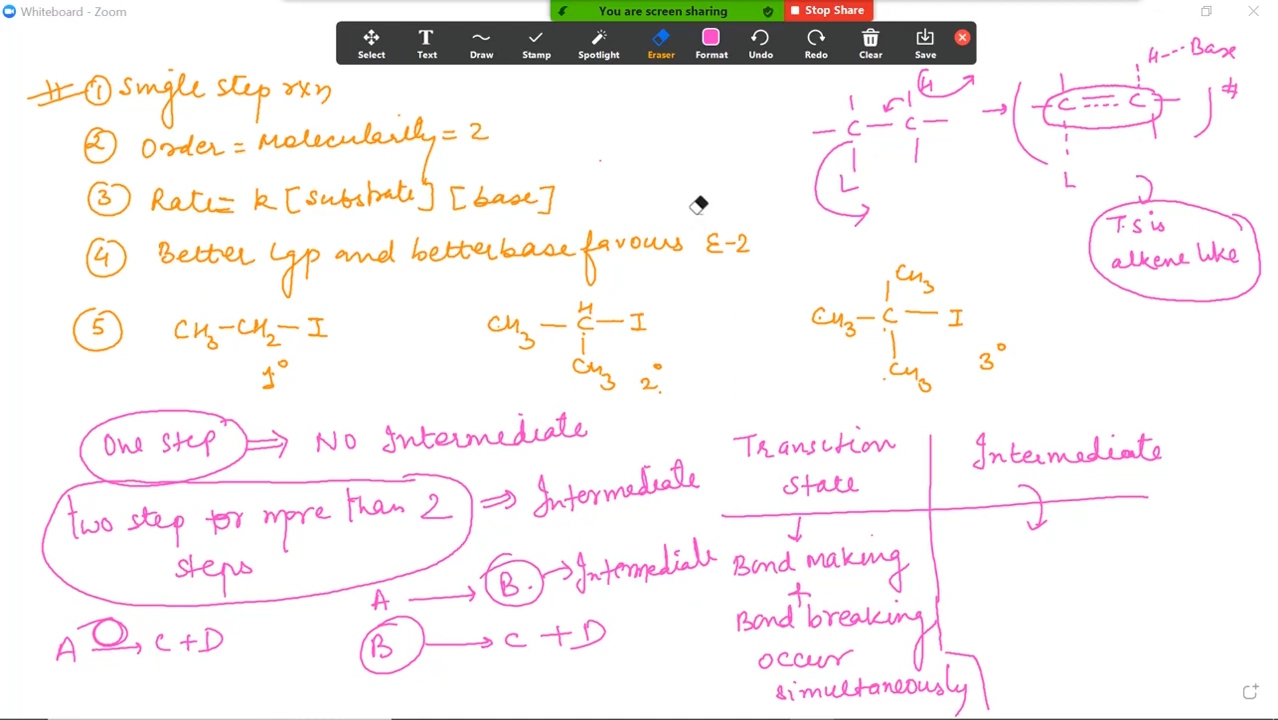 Whiteboard - Zoom
You are screen sharing
Stop Share
Select Text Draw Stamp Spotlight Eraser Format Undo Redo Clear Save
① Single step rxn
② Order = Molecularity = 2
③ Rate = k [substrate] [base]
④ Better Lgp and better base favours E-2
⑤ CH3-CH2-I
1°
CH3-C-I
H
CH3
2°
CH3
CH3-C-I
CH3
3°
H
-C-C-
L
→
(-C=C-)#
H---Base
L
T.S is
alkene like
One step ⇒ NO Intermediate
two step or more than 2
steps
⇒ Intermediate
A → B → Intermediate
A → C + D
B → C + D
Transition
state
Intermediate
Bond making
+
Bond breaking
occur
simultaneously